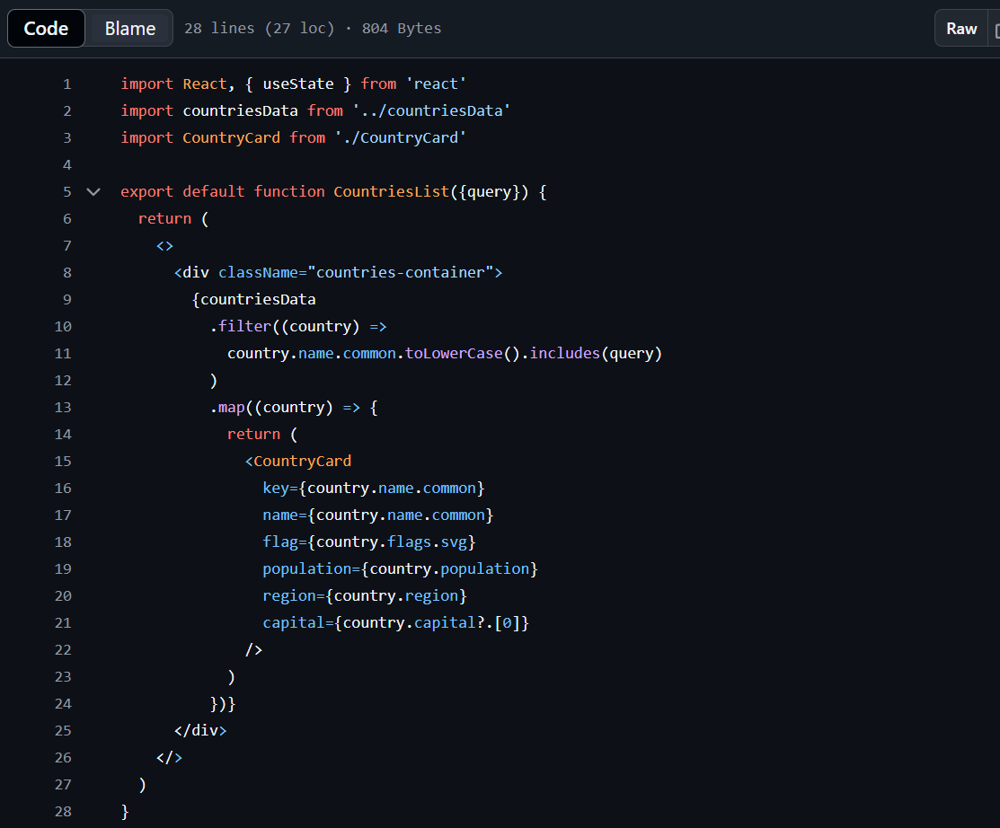 Code Blame 28 lines (27 loc) · 804 Bytes Raw
1 import React, { useState } from 'react'
2 import countriesData from '../countriesData'
3 import CountryCard from './CountryCard'
4
5 export default function CountriesList({query}) {
6   return (
7     <>
8       <div className="countries-container">
9         {countriesData
10           .filter((country) =>
11             country.name.common.toLowerCase().includes(query)
12           )
13           .map((country) => {
14             return (
15               <CountryCard
16                 key={country.name.common}
17                 name={country.name.common}
18                 flag={country.flags.svg}
19                 population={country.population}
20                 region={country.region}
21                 capital={country.capital?.[0]}
22               />
23             )
24           })}
25       </div>
26     </>
27   )
28 }